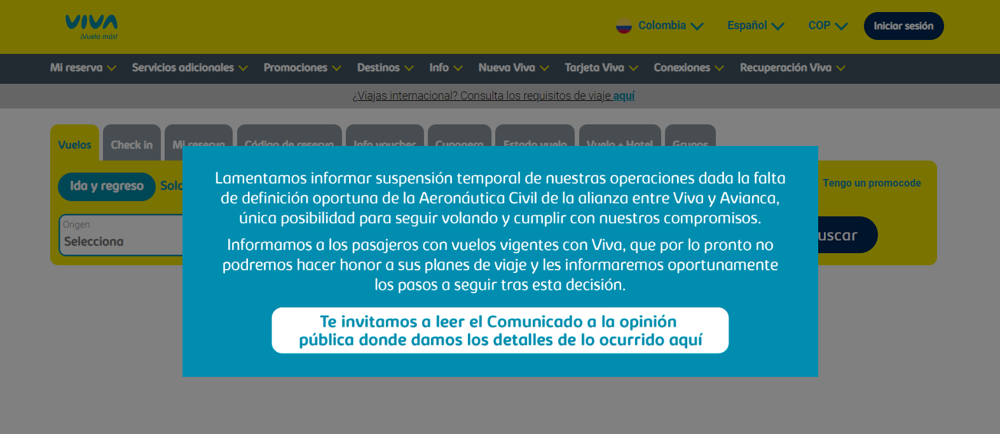 VIVA
¡Vuela más!
Colombia
Español
COP
Iniciar sesión
Mi reserva
Servicios adicionales
Promociones
Destinos
Info
Nueva Viva
Tarjeta Viva
Conexiones
Recuperación Viva
¿Viajas internacional? Consulta los requisitos de viaje aquí
Vuelos
Check in
Mi reserva
Código de reserva
Info voucher
Cuponera
Estado vuelo
Vuelo + Hotel
Grupos
Ida y regreso
Solo
Tengo un promocode
Origen
Selecciona
uscar
Lamentamos informar suspensión temporal de nuestras operaciones dada la falta
de definición oportuna de la Aeronáutica Civil de la alianza entre Viva y Avianca,
única posibilidad para seguir volando y cumplir con nuestros compromisos.
Informamos a los pasajeros con vuelos vigentes con Viva, que por lo pronto no
podremos hacer honor a sus planes de viaje y les informaremos oportunamente
los pasos a seguir tras esta decisión.
Te invitamos a leer el Comunicado a la opinión
pública donde damos los detalles de lo ocurrido aquí